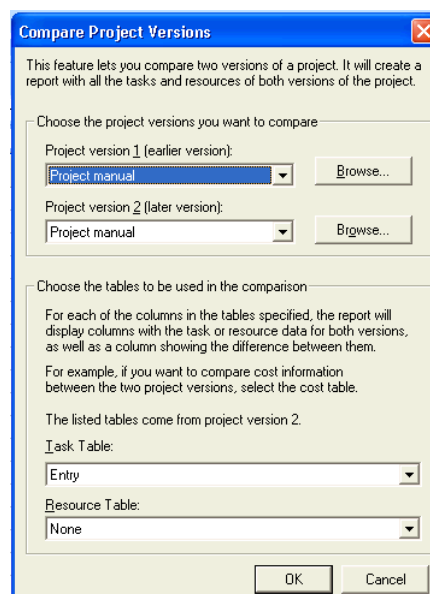 Compare Project Versions
This feature lets you compare two versions of a project. It will create a
report with all the tasks and resources of both versions of the project.
Choose the project versions you want to compare
Project version 1 (earlier version):
Project manual
Browse...
Project version 2 (later version):
Project manual
Browse...
Choose the tables to be used in the comparison
For each of the columns in the tables specified, the report will
display columns with the task or resource data for both versions,
as well as a column showing the difference between them.
For example, if you want to compare cost information
between the two project versions, select the cost table.
The listed tables come from project version 2.
Task Table:
Entry
Resource Table:
None
OK
Cancel